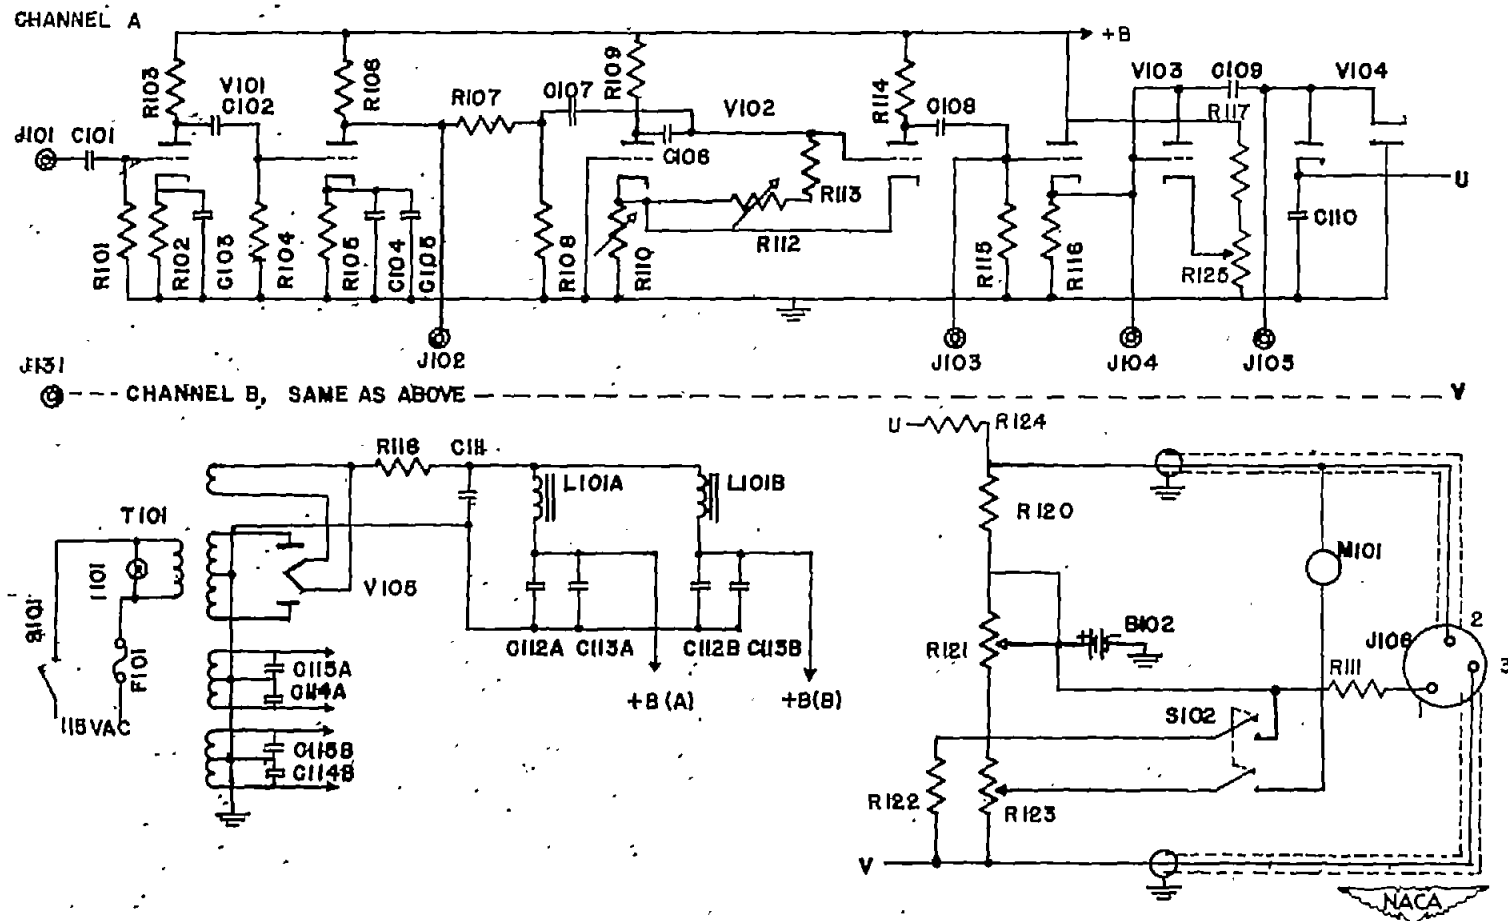 CHANNEL A
+B
R103
V101
C102
R106
R107
C107
R109
V102
R114
C108
V103
C109
V104
R117
J101
C101
C106
R113
U
R101
R102
C103
R104
R105
C104
C105
R108
R110
R112
R115
R116
R125
C110
J102
J103
J104
J105
J131
CHANNEL B, SAME AS ABOVE
V
U
R124
R118
C111
L101A
L101B
R120
T101
M101
I101
V105
S101
F101
C112A
C113A
C112B
C113B
R121
B102
J106
2
3
R111
1
C115A
C114A
+B(A)
+B(B)
115VAC
S102
C115B
C114B
R122
R123
V
NACA